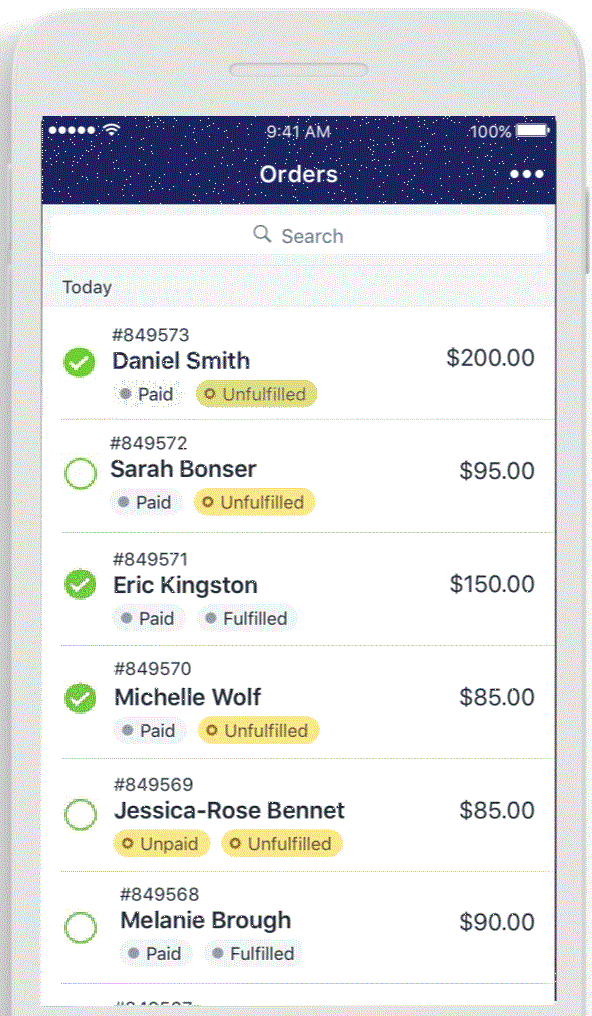 9:41 AM 100%
Orders
Search
Today
#849573
Daniel Smith $200.00
Paid Unfulfilled
#849572
Sarah Bonser $95.00
Paid Unfulfilled
#849571
Eric Kingston $150.00
Paid Fulfilled
#849570
Michelle Wolf $85.00
Paid Unfulfilled
#849569
Jessica-Rose Bennet $85.00
Unpaid Unfulfilled
#849568
Melanie Brough $90.00
Paid Fulfilled